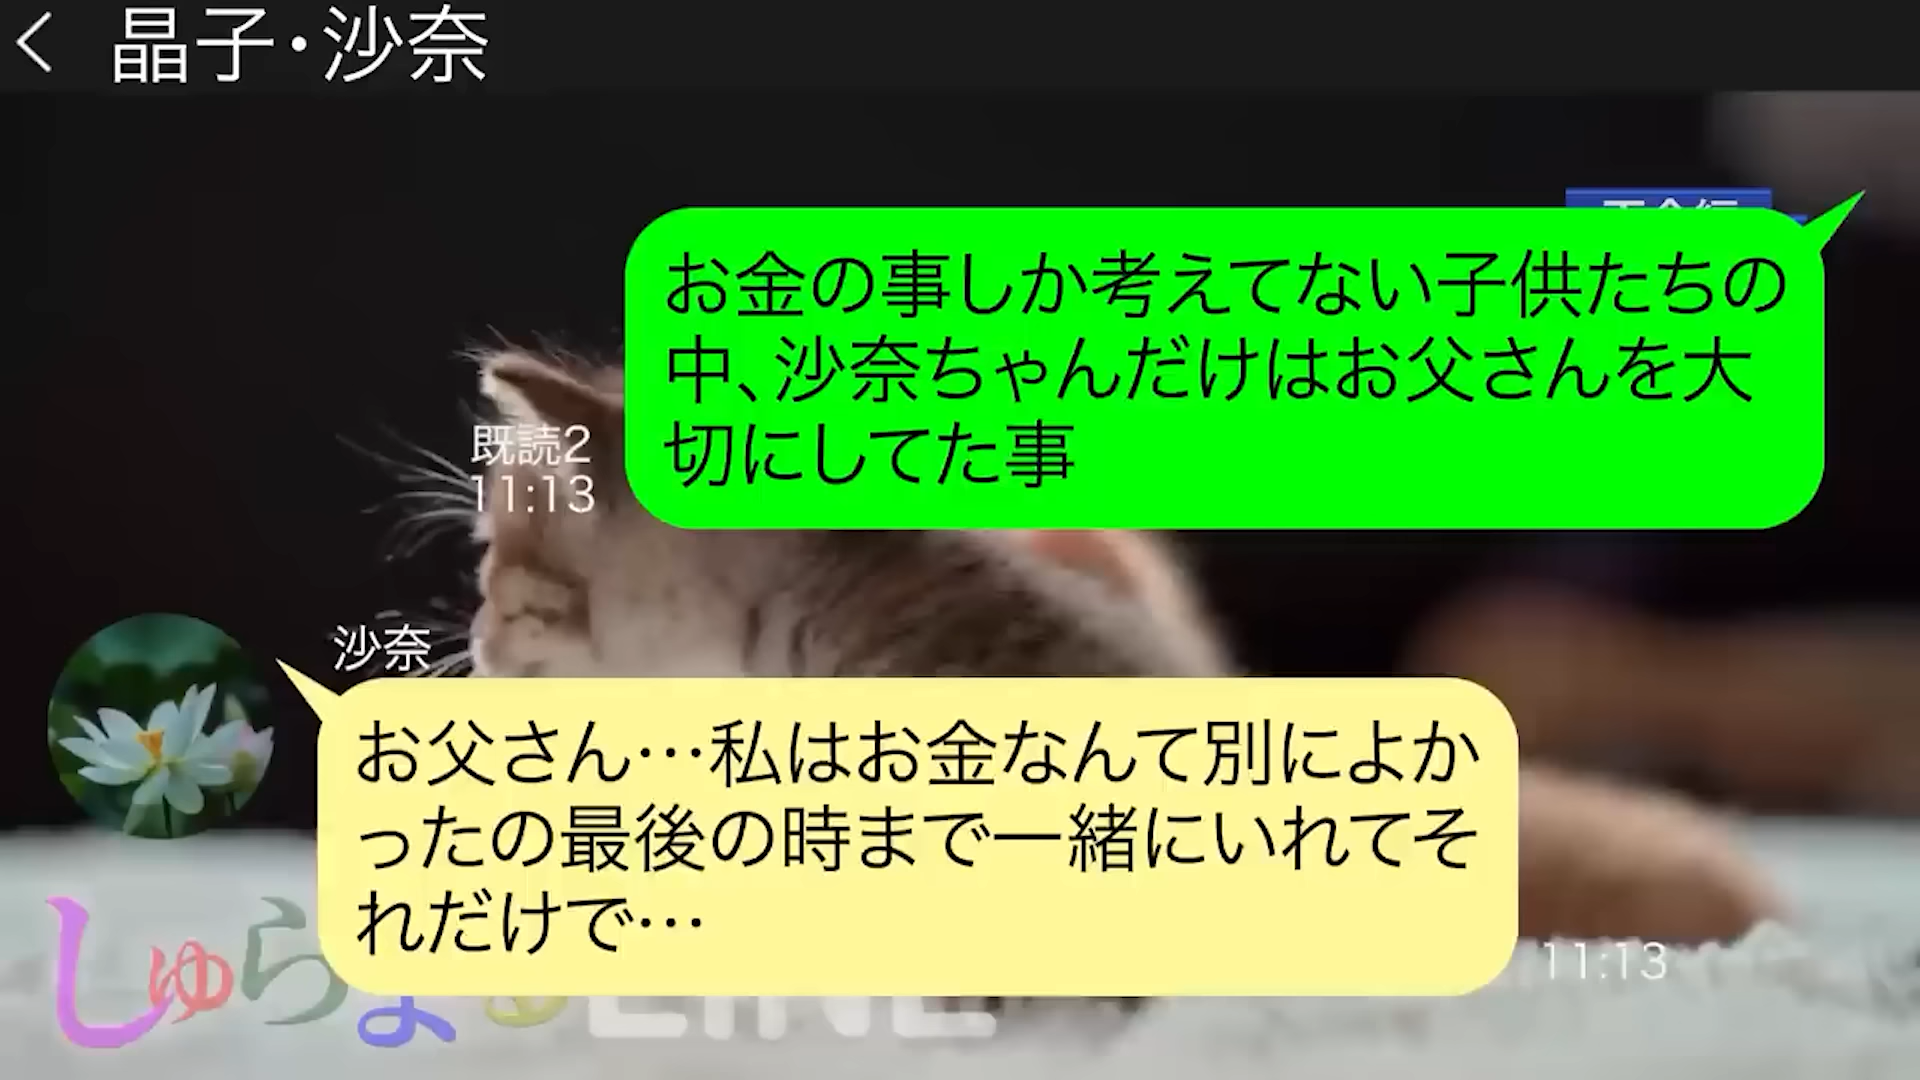 晶子・沙奈
お金の事しか考えてない子供たちの
中、沙奈ちゃんだけはお父さんを大
切にしてた事
既読2
11:13
沙奈
お父さん…私はお金なんて別によか
ったの最後の時まで一緒にいれてそ
れだけで…
11:13
しゅら
LINE